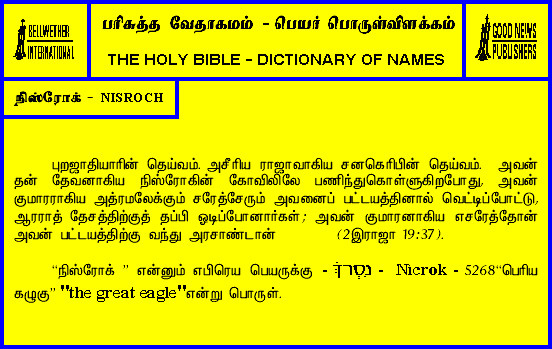 BELLWETHER
INTERNATIONAL
பரிசுத்த வேதாகமம் - பெயர் பொருள்விளக்கம்
THE HOLY BIBLE - DICTIONARY OF NAMES
GOOD NEWS
PUBLISHERS
நிஸ்ரோக் - NISROCH
புறஜாதியாரின் தெய்வம். அசீரிய ராஜாவாகிய சனகெரிபின் தெய்வம். அவன்
தன் தேவனாகிய நிஸ்ரோகின் கோவிலிலே பணிந்துகொள்ளுகிறபோது, அவன்
குமாரராகிய அத்ரமலேக்கும் சரேத்சேரும் அவனைப் பட்டயத்தினால் வெட்டிப்போட்டு,
ஆரராத் தேசத்திற்குத் தப்பி ஓடிப்போனார்கள்; அவன் குமாரனாகிய எசரேத்தோன்
அவன் பட்டயத்திற்கு வந்து அரசாண்டான் (2இராஜா 19:37).
"நிஸ்ரோக் " என்னும் எபிரெய பெயருக்கு - נִסְרֹךְ - Nicrok - 5268"பெரிய
கழுகு" "the great eagle"என்று பொருள்.